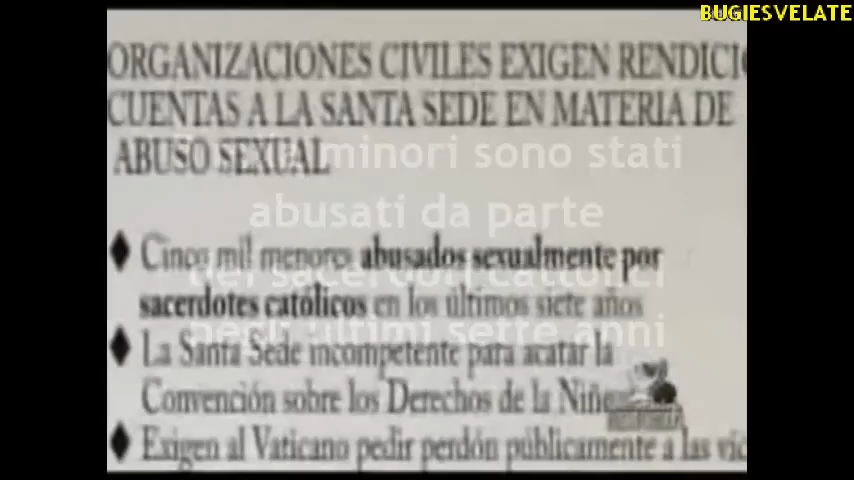 BUGIESVELATE
ORGANIZACIONES CIVILES EXIGEN RENDICIO
CUENTAS A LA SANTA SEDE EN MATERIA DE
ABUSO SEXUAL
minori sono stati
abusati da parte
Cinco mil menores abusados sexualmente por
dei sacerdoti cattolici
sacerdotes católicos en los últimos siete años
negli ultimi sette anni
La Santa Sede incompetente para acatar la
Convención sobre los Derechos de la Niñe
Exigen al Vaticano pedir perdón públicamente a las víc